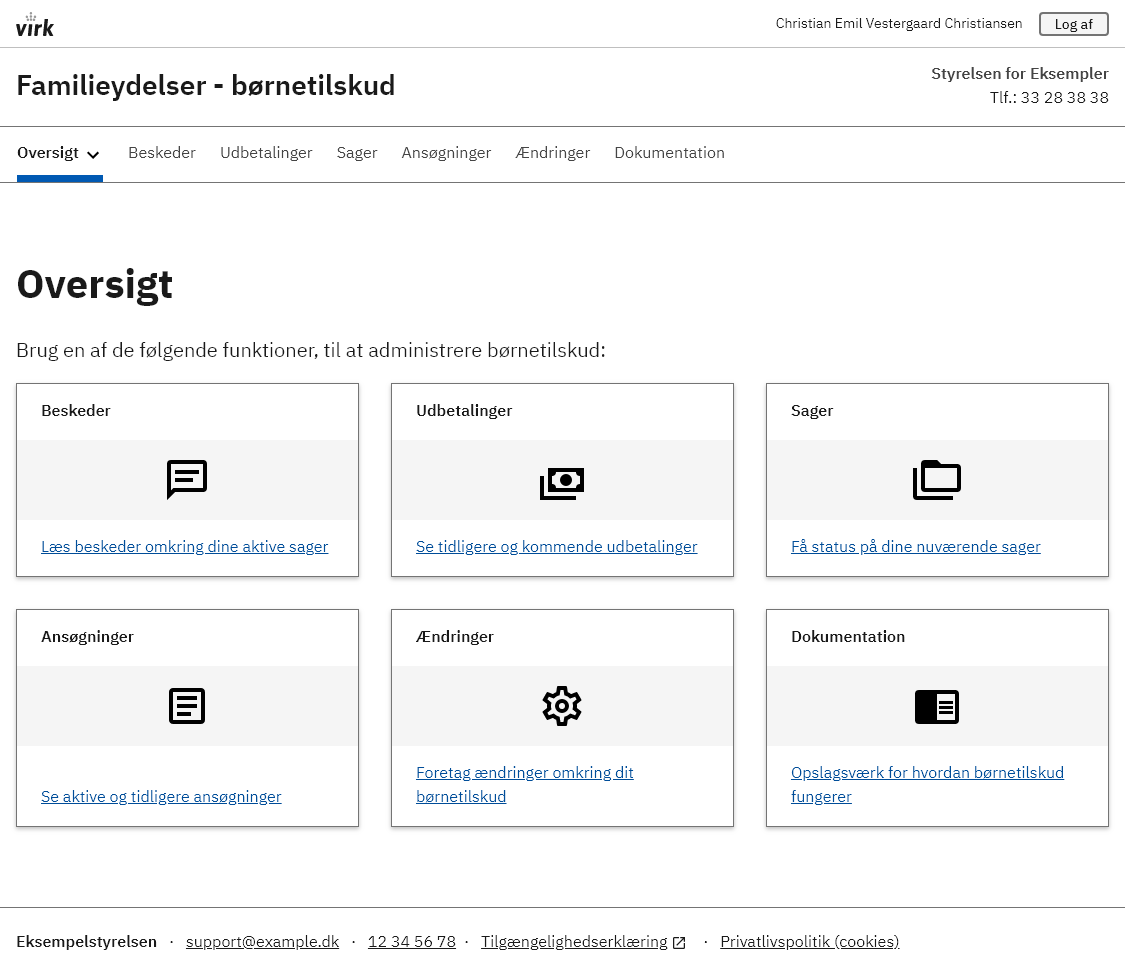 virk
Christian Emil Vestergaard Christiansen
Log af
Familieydelser - børnetilskud
Styrelsen for Eksempler
Tlf.: 33 28 38 38
Oversigt Beskeder Udbetalinger Sager Ansøgninger Ændringer Dokumentation
Oversigt
Brug en af de følgende funktioner, til at administrere børnetilskud:
Beskeder
Læs beskeder omkring dine aktive sager
Udbetalinger
Se tidligere og kommende udbetalinger
Sager
Få status på dine nuværende sager
Ansøgninger
Se aktive og tidligere ansøgninger
Ændringer
Foretag ændringer omkring dit
børnetilskud
Dokumentation
Opslagsværk for hvordan børnetilskud
fungerer
Eksempelstyrelsen · support@example.dk · 12 34 56 78 · Tilgængelighedserklæring · Privatlivspolitik (cookies)